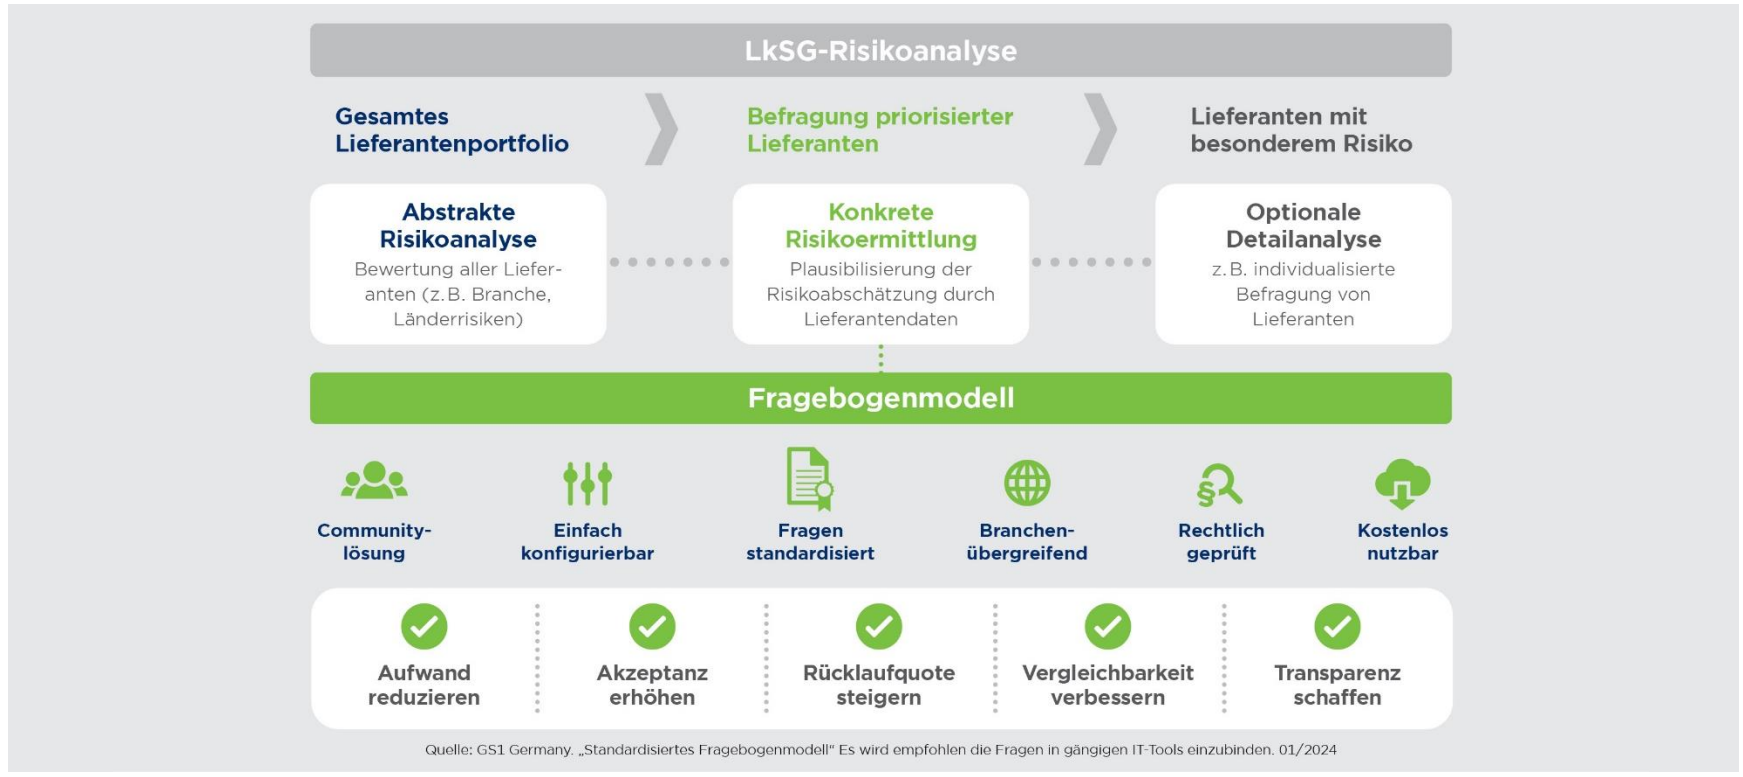 LkSG-Risikoanalyse
Gesamtes
Lieferantenportfolio
Befragung priorisierter
Lieferanten
Lieferanten mit
besonderem Risiko
Abstrakte
Risikoanalyse
Bewertung aller Liefer-
anten (z. B. Branche,
Länderrisiken)
Konkrete
Risikoermittlung
Plausibilisierung der
Risikoabschätzung durch
Lieferantendaten
Optionale
Detailanalyse
z. B. individualisierte
Befragung von
Lieferanten
Fragebogenmodell
§
Community-
lösung
Einfach
konfigurierbar
Fragen
standardisiert
Branchen-
übergreifend
Rechtlich
geprüft
Kostenlos
nutzbar
Aufwand
reduzieren
Akzeptanz
erhöhen
Rücklaufquote
steigern
Vergleichbarkeit
verbessern
Transparenz
schaffen
Quelle: GS1 Germany. „Standardisiertes Fragebogenmodell“ Es wird empfohlen die Fragen in gängigen IT-Tools einzubinden. 01/2024